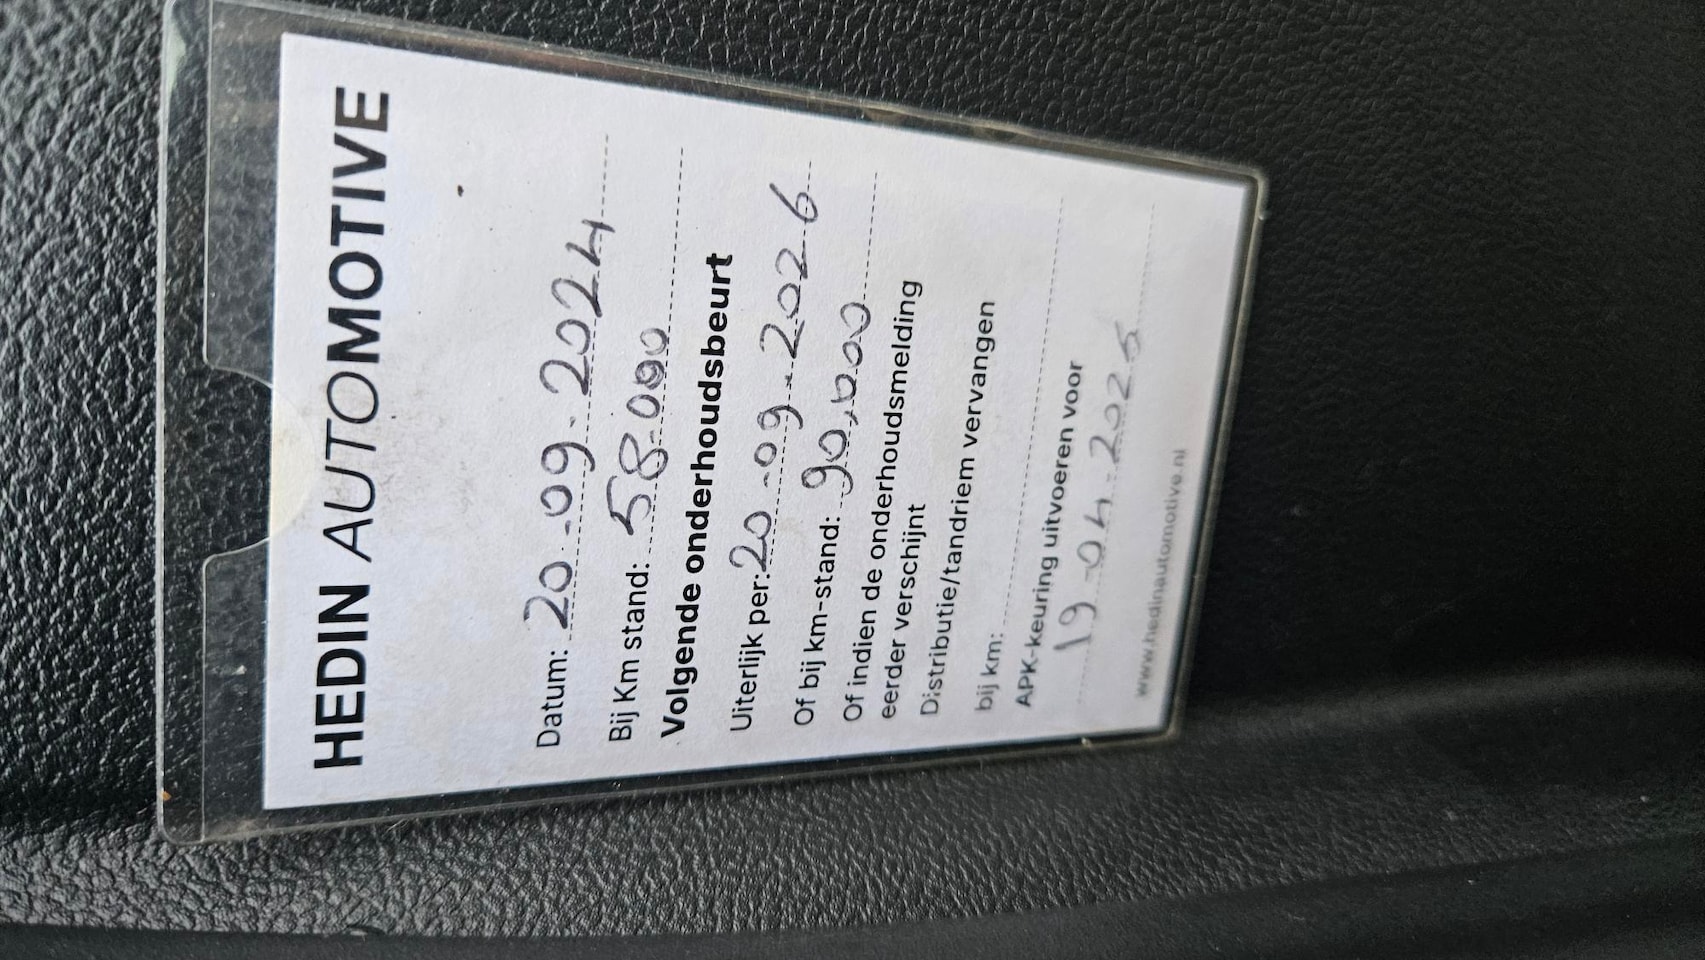 HEDIN AUTOMOTIVE
Datum: 20-09-2024
Bij Km stand: 58.000
Volgende onderhoudsbeurt
Uiterlijk per: 20-09-2026
Of bij km-stand: 90.000
Of indien de onderhoudsmelding
eerder verschijnt
Distributie/tandriem vervangen
bij km:
APK-keuring uitvoeren voor
19-04-2026
www.hedinautomotive.nl